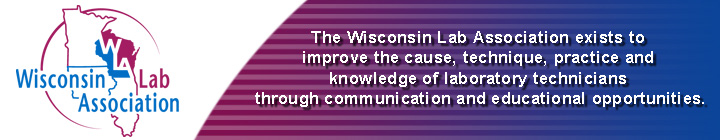 WLA
Wisconsin Lab
Association
The Wisconsin Lab Association exists to
improve the cause, technique, practice and
knowledge of laboratory technicians
through communication and educational opportunities.